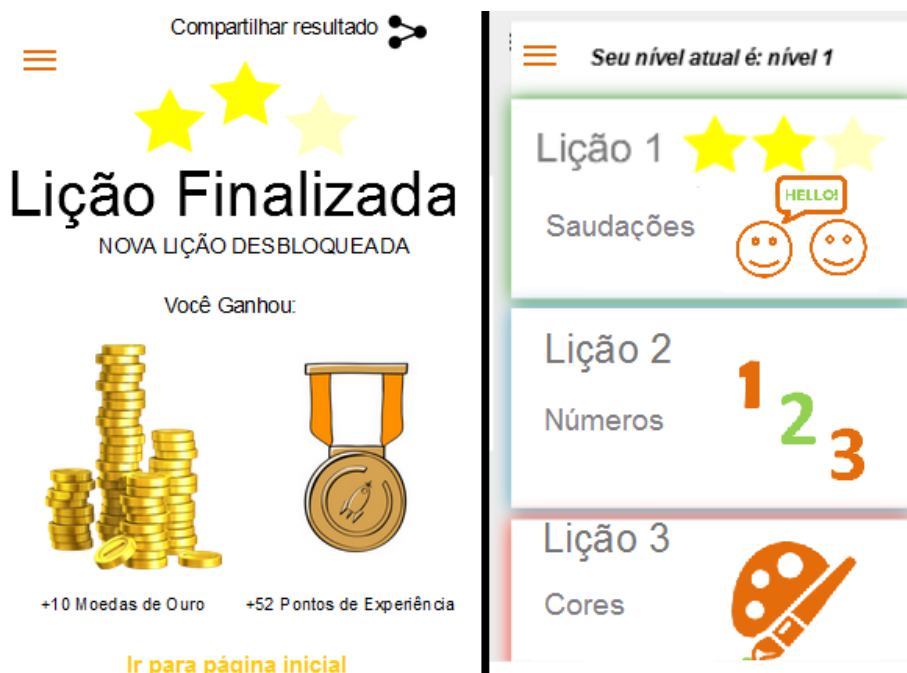 Compartilhar resultado
Lição Finalizada
NOVA LIÇÃO DESBLOQUEADA
Você Ganhou:
+10 Moedas de Ouro
+52 Pontos de Experiência
Ir para página inicial
Seu nível atual é: nível 1
Lição 1
HELLO!
Saudações
Lição 2
Números
1
2
3
Lição 3
Cores